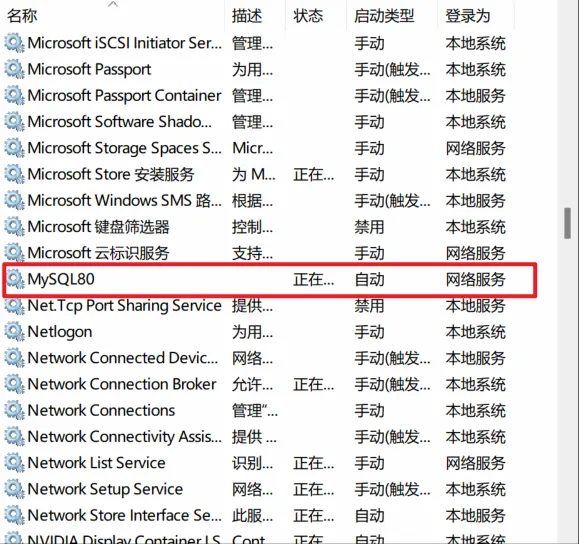 名称 描述 状态 启动类型 登录为
Microsoft iSCSI Initiator Ser... 管理... 手动 本地系统
Microsoft Passport 为用... 手动(触发... 本地系统
Microsoft Passport Container 管理... 手动(触发... 本地服务
Microsoft Software Shado... 管理... 手动 本地系统
Microsoft Storage Spaces S... Micr... 手动 网络服务
Microsoft Store 安装服务 为 M... 正在... 手动 本地系统
Microsoft Windows SMS 路... 根据... 手动(触发... 本地服务
Microsoft 键盘筛选器 控制... 禁用 本地系统
Microsoft 云标识服务 支持... 手动 网络服务
MySQL80 正在... 自动 网络服务
Net.Tcp Port Sharing Service 提供... 禁用 本地服务
Netlogon 为用... 手动 本地系统
Network Connected Devic... 网络... 手动(触发... 本地服务
Network Connection Broker 允许... 正在... 手动(触发... 本地系统
Network Connections 管理“... 手动 本地系统
Network Connectivity Assis... 提供 ... 手动(触发... 本地系统
Network List Service 识别... 正在... 手动 网络服务
Network Setup Service 网络... 正在... 手动(触发... 本地系统
Network Store Interface Se... 此服... 正在... 自动 本地服务
NVIDIA Display Container LS Cont... 正在... 自动 本地系统